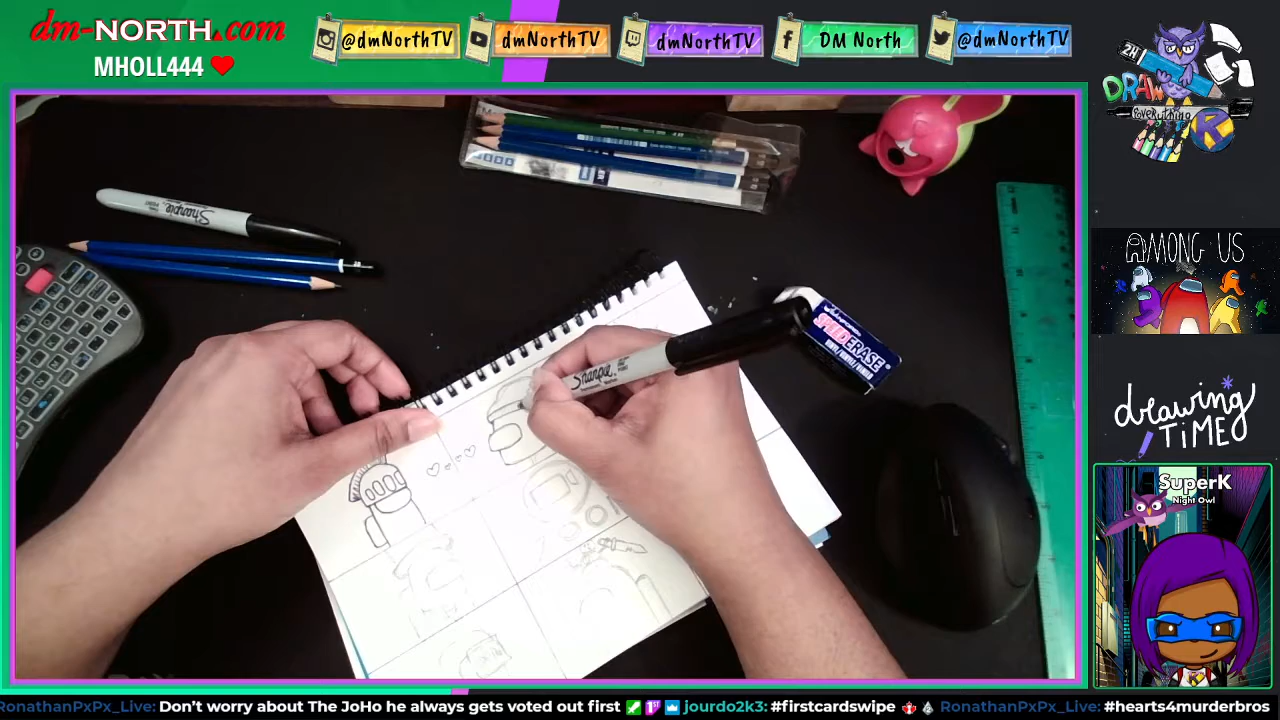 dm-NORTH.com
MHOLL444
@dmNorthTV
dmNorthTV
dmNorthTV
DM North
@dmNorthTV
24
DRAW
R
AMONG US
drawing
TIME
SuperK
Night Owl
Sharpie
Sharpie
SPEEDERASE
RonathanPxPx_Live: Don't worry about The JoHo he always gets voted out first jourdo2k3: #firstcardswipe RonathanPxPx_Live: #hearts4murderbros